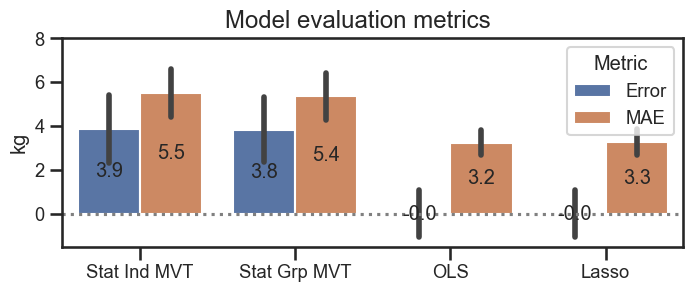 Model evaluation metrics
kg
8
6
4
2
0
Metric
Error
MAE
3.9
5.5
3.8
5.4
-0.0
3.2
-0.0
3.3
Stat Ind MVT
Stat Grp MVT
OLS
Lasso